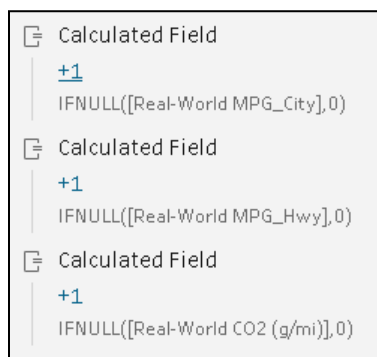 Calculated Field
+1
IFNULL([Real-World MPG_City],0)
Calculated Field
+1
IFNULL([Real-World MPG_Hwy],0)
Calculated Field
+1
IFNULL([Real-World CO2 (g/mi)],0)